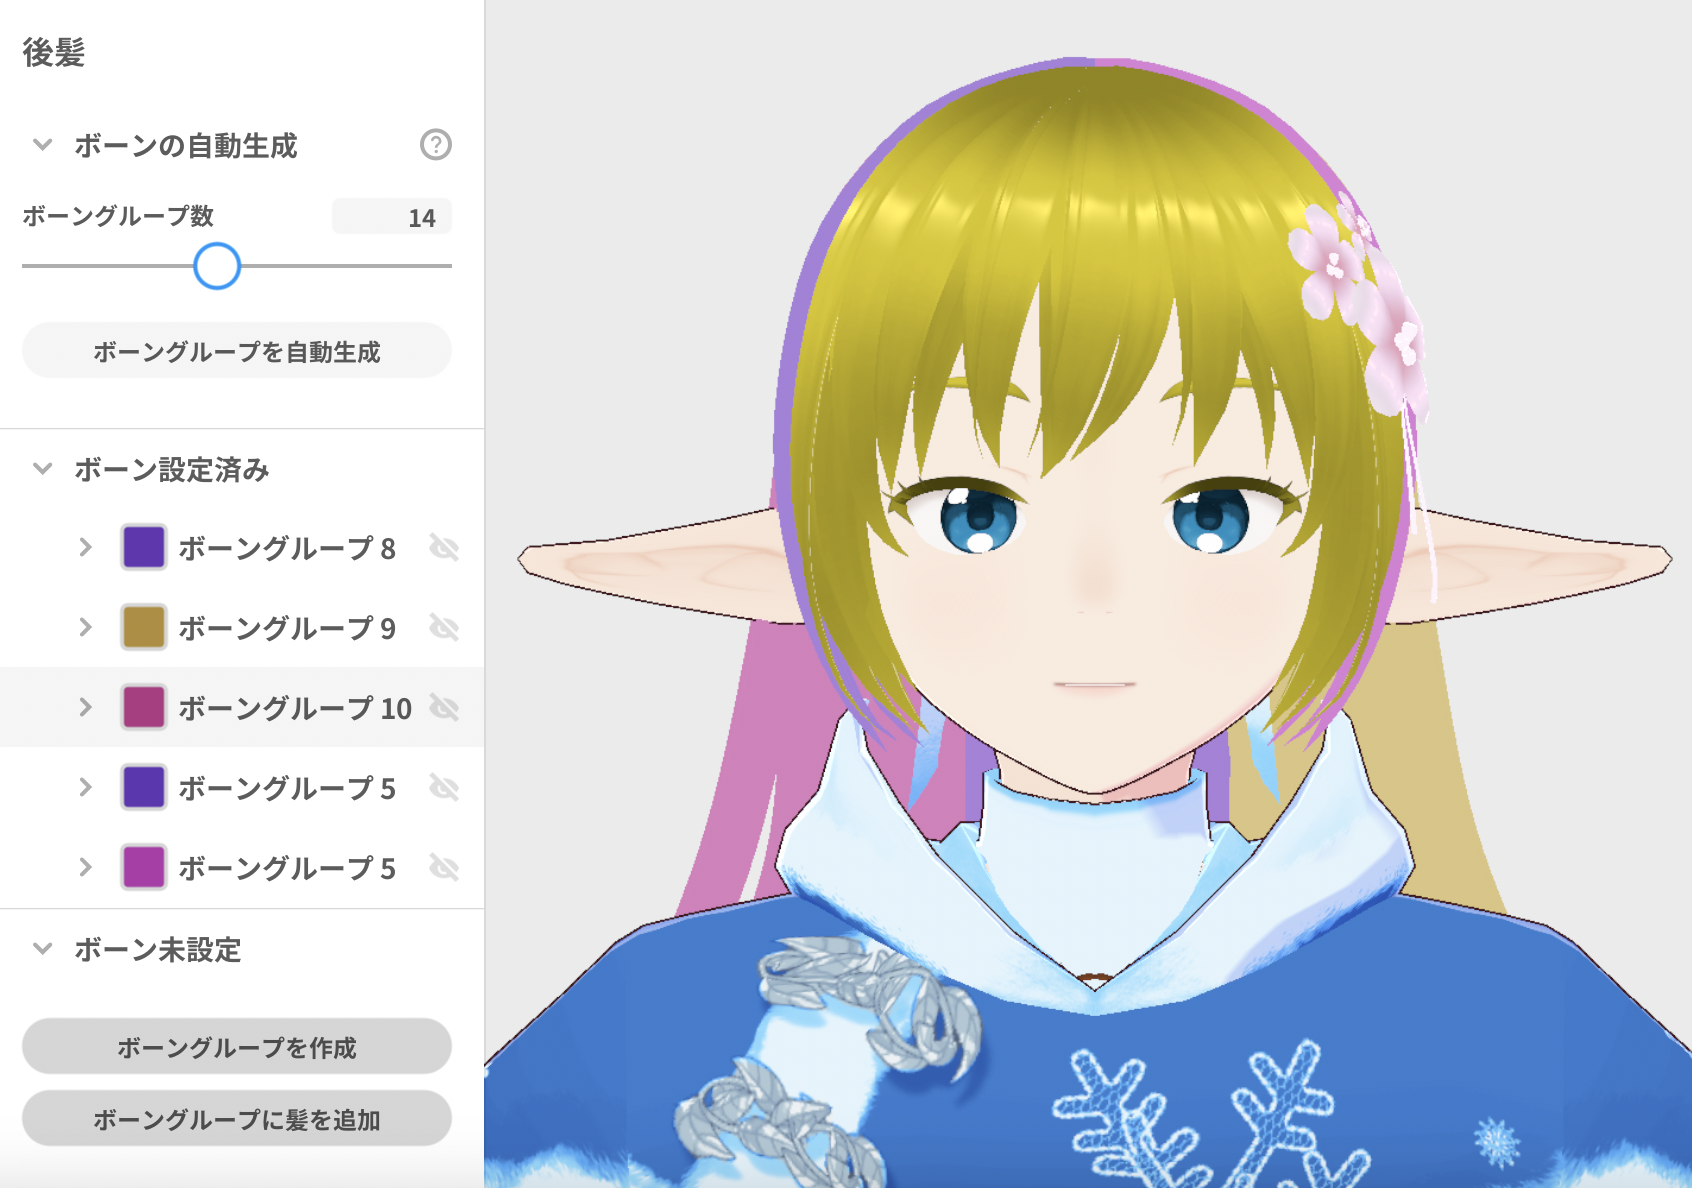 後髪
ボーンの自動生成
?
ボーングループ数
14
ボーングループを自動生成
ボーン設定済み
ボーングループ 8
ボーングループ 9
ボーングループ 10
ボーングループ 5
ボーングループ 5
ボーン未設定
ボーングループを作成
ボーングループに髪を追加